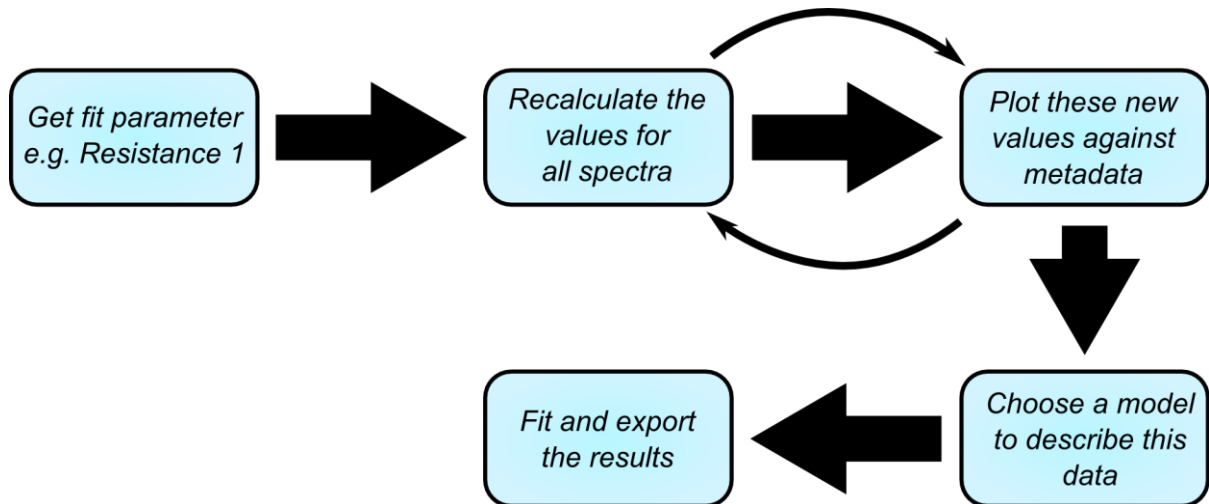 Get fit parameter
e.g. Resistance 1
Recalculate the
values for
all spectra
Plot these new
values against
metadata
Choose a model
to describe this
data
Fit and export
the results